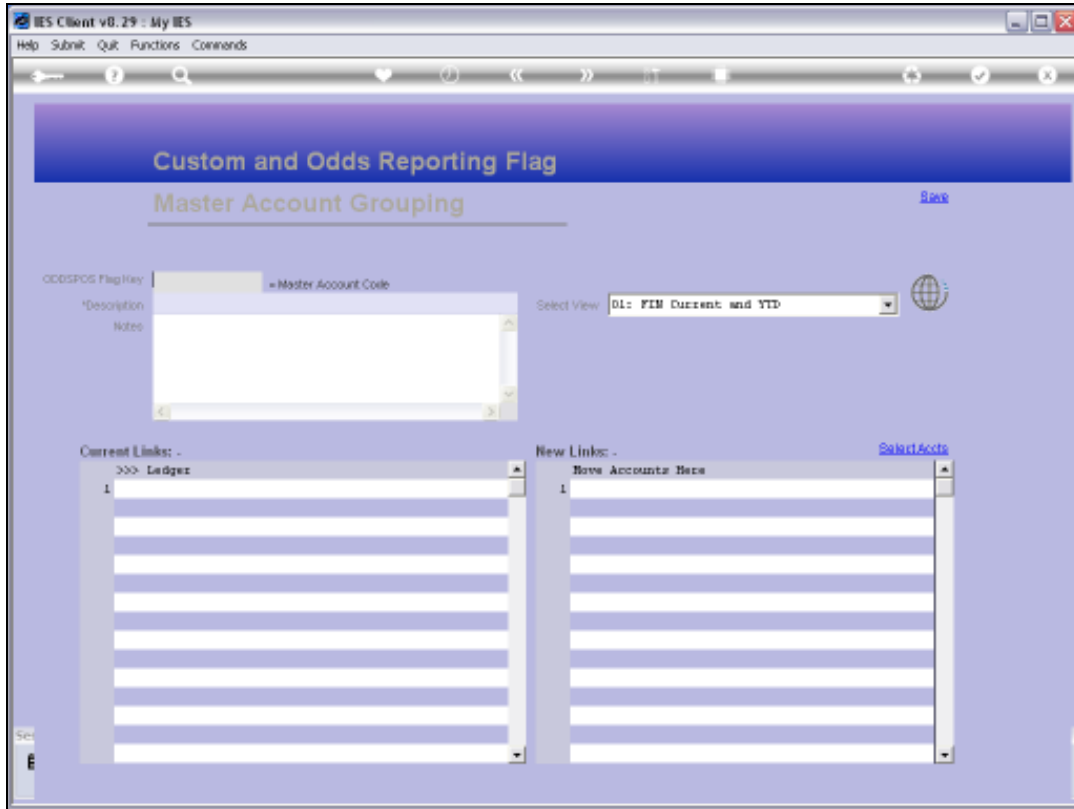 IES Client v8.29 : My IES
Help Submit Quit Functions Commands
Custom and Odds Reporting Flag
Master Account Grouping
Save
ODDSPOS Flag Key
= Master Account Code
*Description
Select View
01: FIN Current and YTD
Notes
Current Links: -
New Links: -
Select Accts
>>> Ledger
Move Accounts Here
1
1